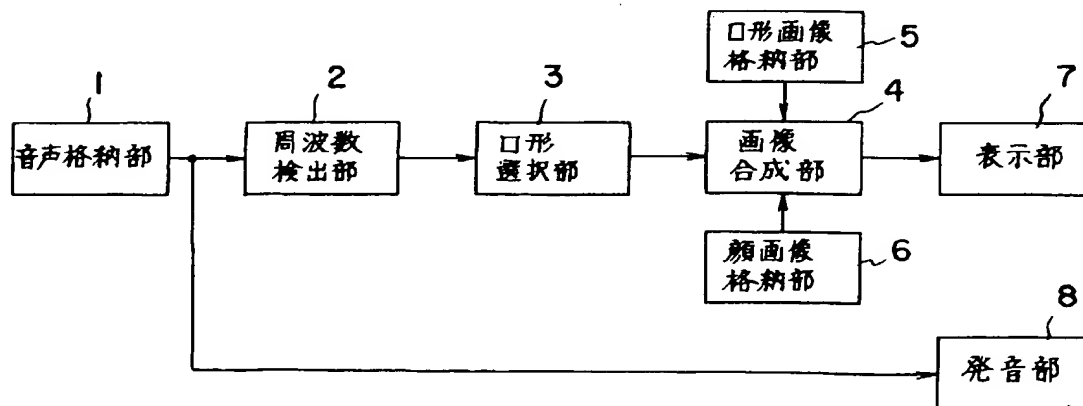 1
音声格納部
2
周波数
検出部
3
口形
選択部
口形画像
格納部
5
4
画像
合成部
顔画像
格納部
6
7
表示部
8
発音部